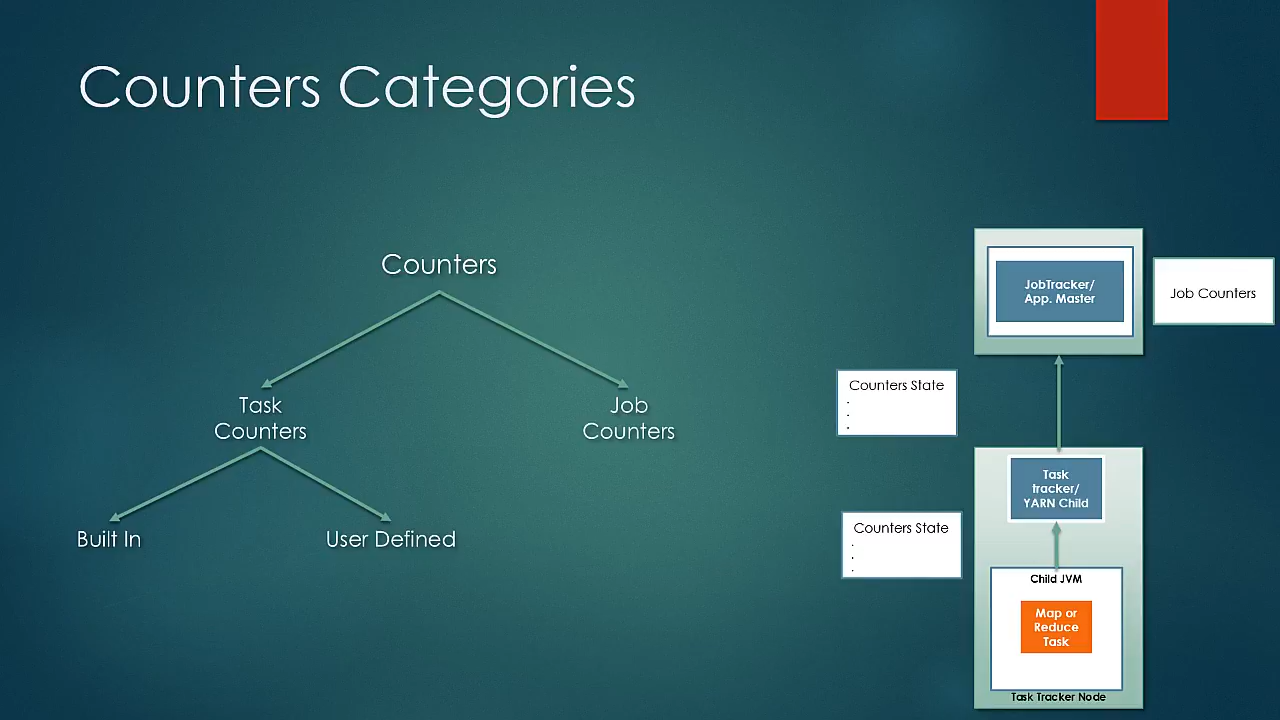 Counters Categories
Counters
Task
Counters
Job
Counters
Built In
User Defined
JobTracker/
App. Master
Job Counters
Counters State
.
.
.
Task
tracker/
YARN Child
Counters State
.
.
.
Child JVM
Map or
Reduce
Task
Task Tracker Node